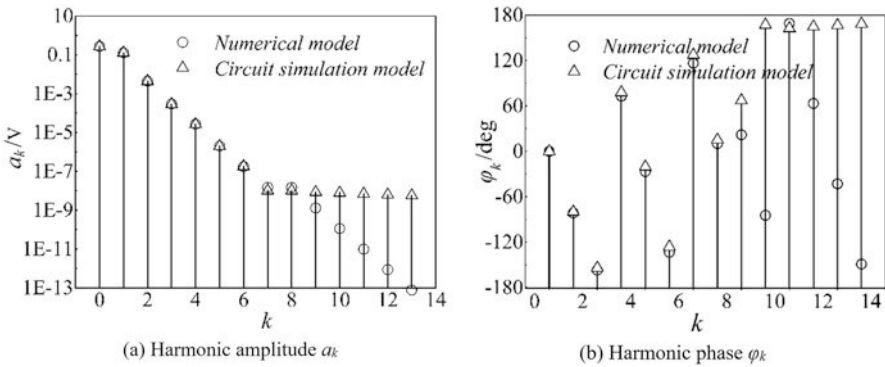 0.1
1E-3
1E-5
1E-7
1E-9
1E-11
1E-13
a_k/V
Numerical model
Circuit simulation model
0 2 4 6 8 10 12 14
k
(a) Harmonic amplitude a_k
180
120
60
0
-60
-120
-180
φ_k/deg
Numerical model
Circuit simulation model
0 2 4 6 8 10 12 14
k
(b) Harmonic phase φ_k